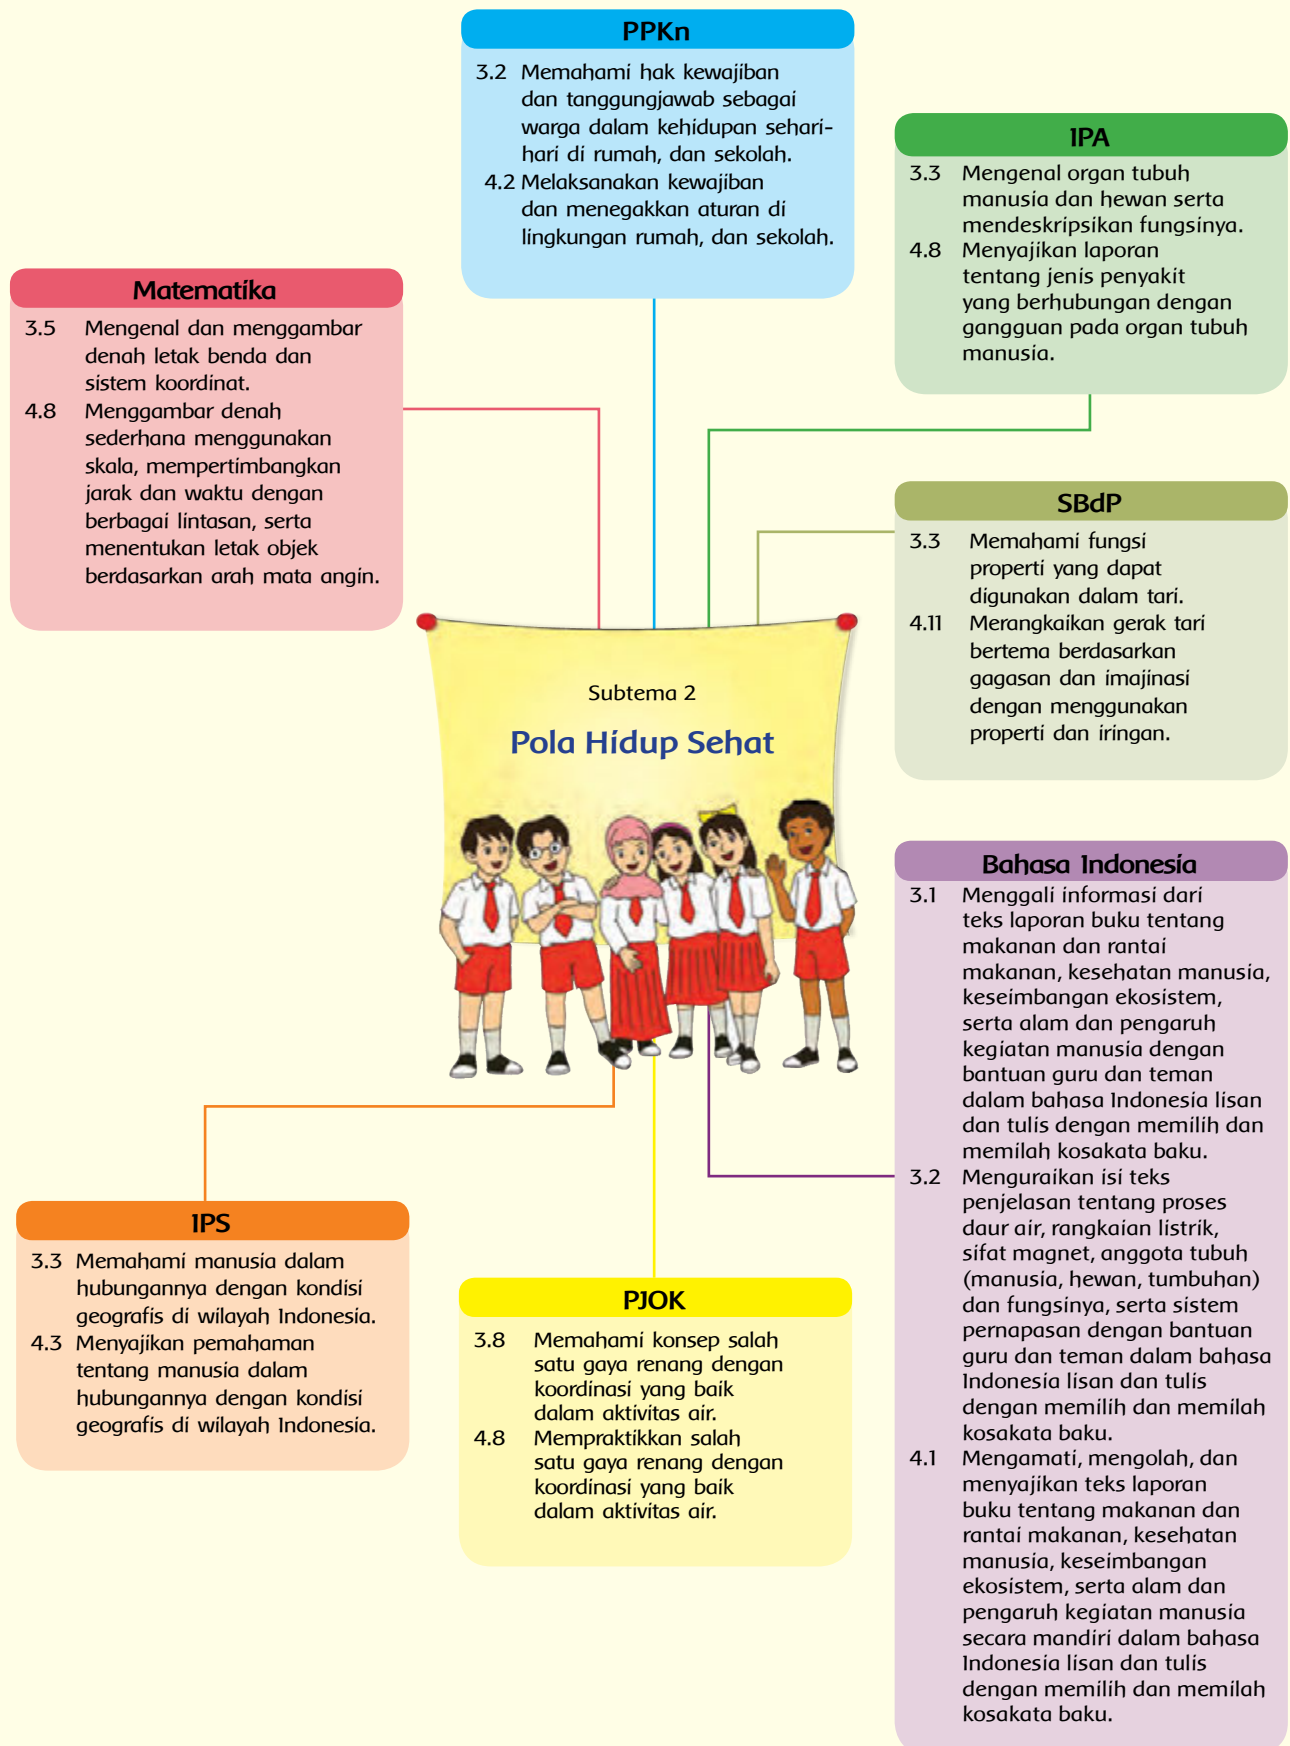 PPKn
3.2 Memahami hak kewajiban
dan tanggungjawab sebagai
warga dalam kehidupan sehari-
hari di rumah, dan sekolah.
4.2 Melaksanakan kewajiban
dan menegakkan aturan di
lingkungan rumah, dan sekolah.
IPA
3.3 Mengenal organ tubuh
manusia dan hewan serta
mendeskripsikan fungsinya.
4.8 Menyajikan laporan
tentang jenis penyakit
yang berhubungan dengan
gangguan pada organ tubuh
manusia.
Matematika
3.5 Mengenal dan menggambar
denah letak benda dan
sistem koordinat.
4.8 Menggambar denah
sederhana menggunakan
skala, mempertimbangkan
jarak dan waktu dengan
berbagai lintasan, serta
menentukan letak objek
berdasarkan arah mata angin.
SBdP
3.3 Memahami fungsi
properti yang dapat
digunakan dalam tari.
4.11 Merangkaikan gerak tari
bertema berdasarkan
gagasan dan imajinasi
dengan menggunakan
properti dan iringan.
Subtema 2
Pola Hidup Sehat
Bahasa Indonesia
3.1 Menggali informasi dari
teks laporan buku tentang
makanan dan rantai
makanan, kesehatan manusia,
keseimbangan ekosistem,
serta alam dan pengaruh
kegiatan manusia dengan
bantuan guru dan teman
dalam bahasa Indonesia lisan
dan tulis dengan memilih dan
memilah kosakata baku.
3.2 Menguraikan isi teks
penjelasan tentang proses
daur air, rangkaian listrik,
sifat magnet, anggota tubuh
(manusia, hewan, tumbuhan)
dan fungsinya, serta sistem
pernapasan dengan bantuan
guru dan teman dalam bahasa
Indonesia lisan dan tulis
dengan memilih dan memilah
kosakata baku.
4.1 Mengamati, mengolah, dan
menyajikan teks laporan
buku tentang makanan dan
rantai makanan, kesehatan
manusia, keseimbangan
ekosistem, serta alam dan
pengaruh kegiatan manusia
secara mandiri dalam bahasa
Indonesia lisan dan tulis
dengan memilih dan memilah
kosakata baku.
IPS
3.3 Memahami manusia dalam
hubungannya dengan kondisi
geografis di wilayah Indonesia.
4.3 Menyajikan pemahaman
tentang manusia dalam
hubungannya dengan kondisi
geografis di wilayah Indonesia.
PJOK
3.8 Memahami konsep salah
satu gaya renang dengan
koordinasi yang baik
dalam aktivitas air.
4.8 Mempraktikkan salah
satu gaya renang dengan
koordinasi yang baik
dalam aktivitas air.